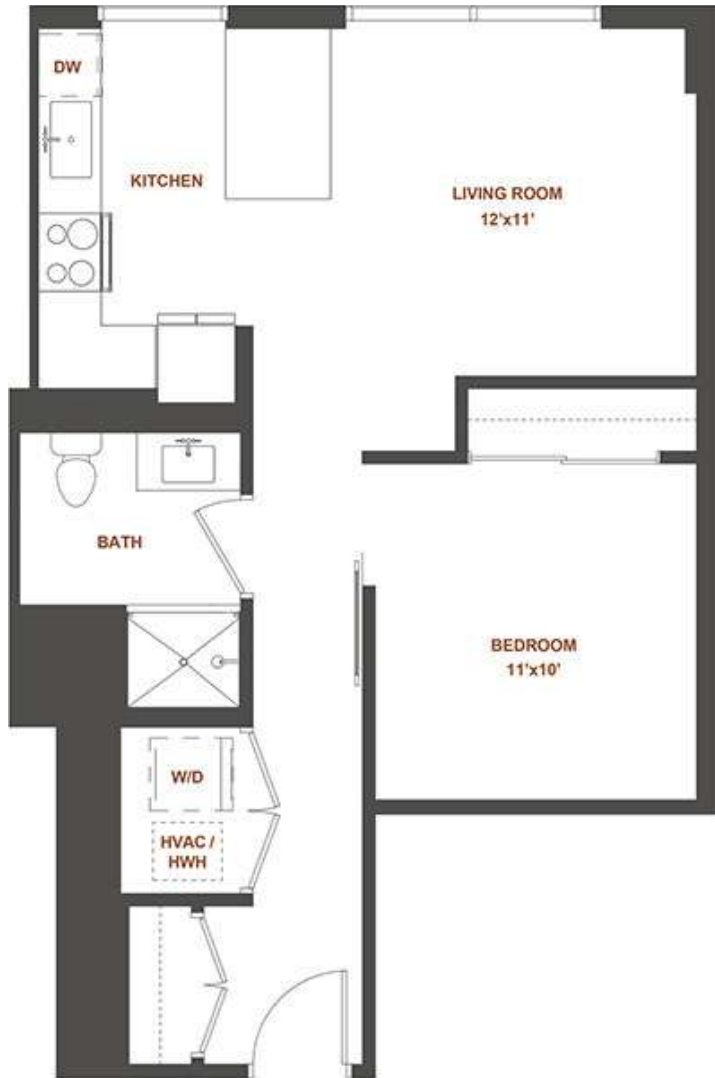 DW
KITCHEN
LIVING ROOM
12'x11'
BATH
BEDROOM
11'x10'
W/D
HVAC /
HWH